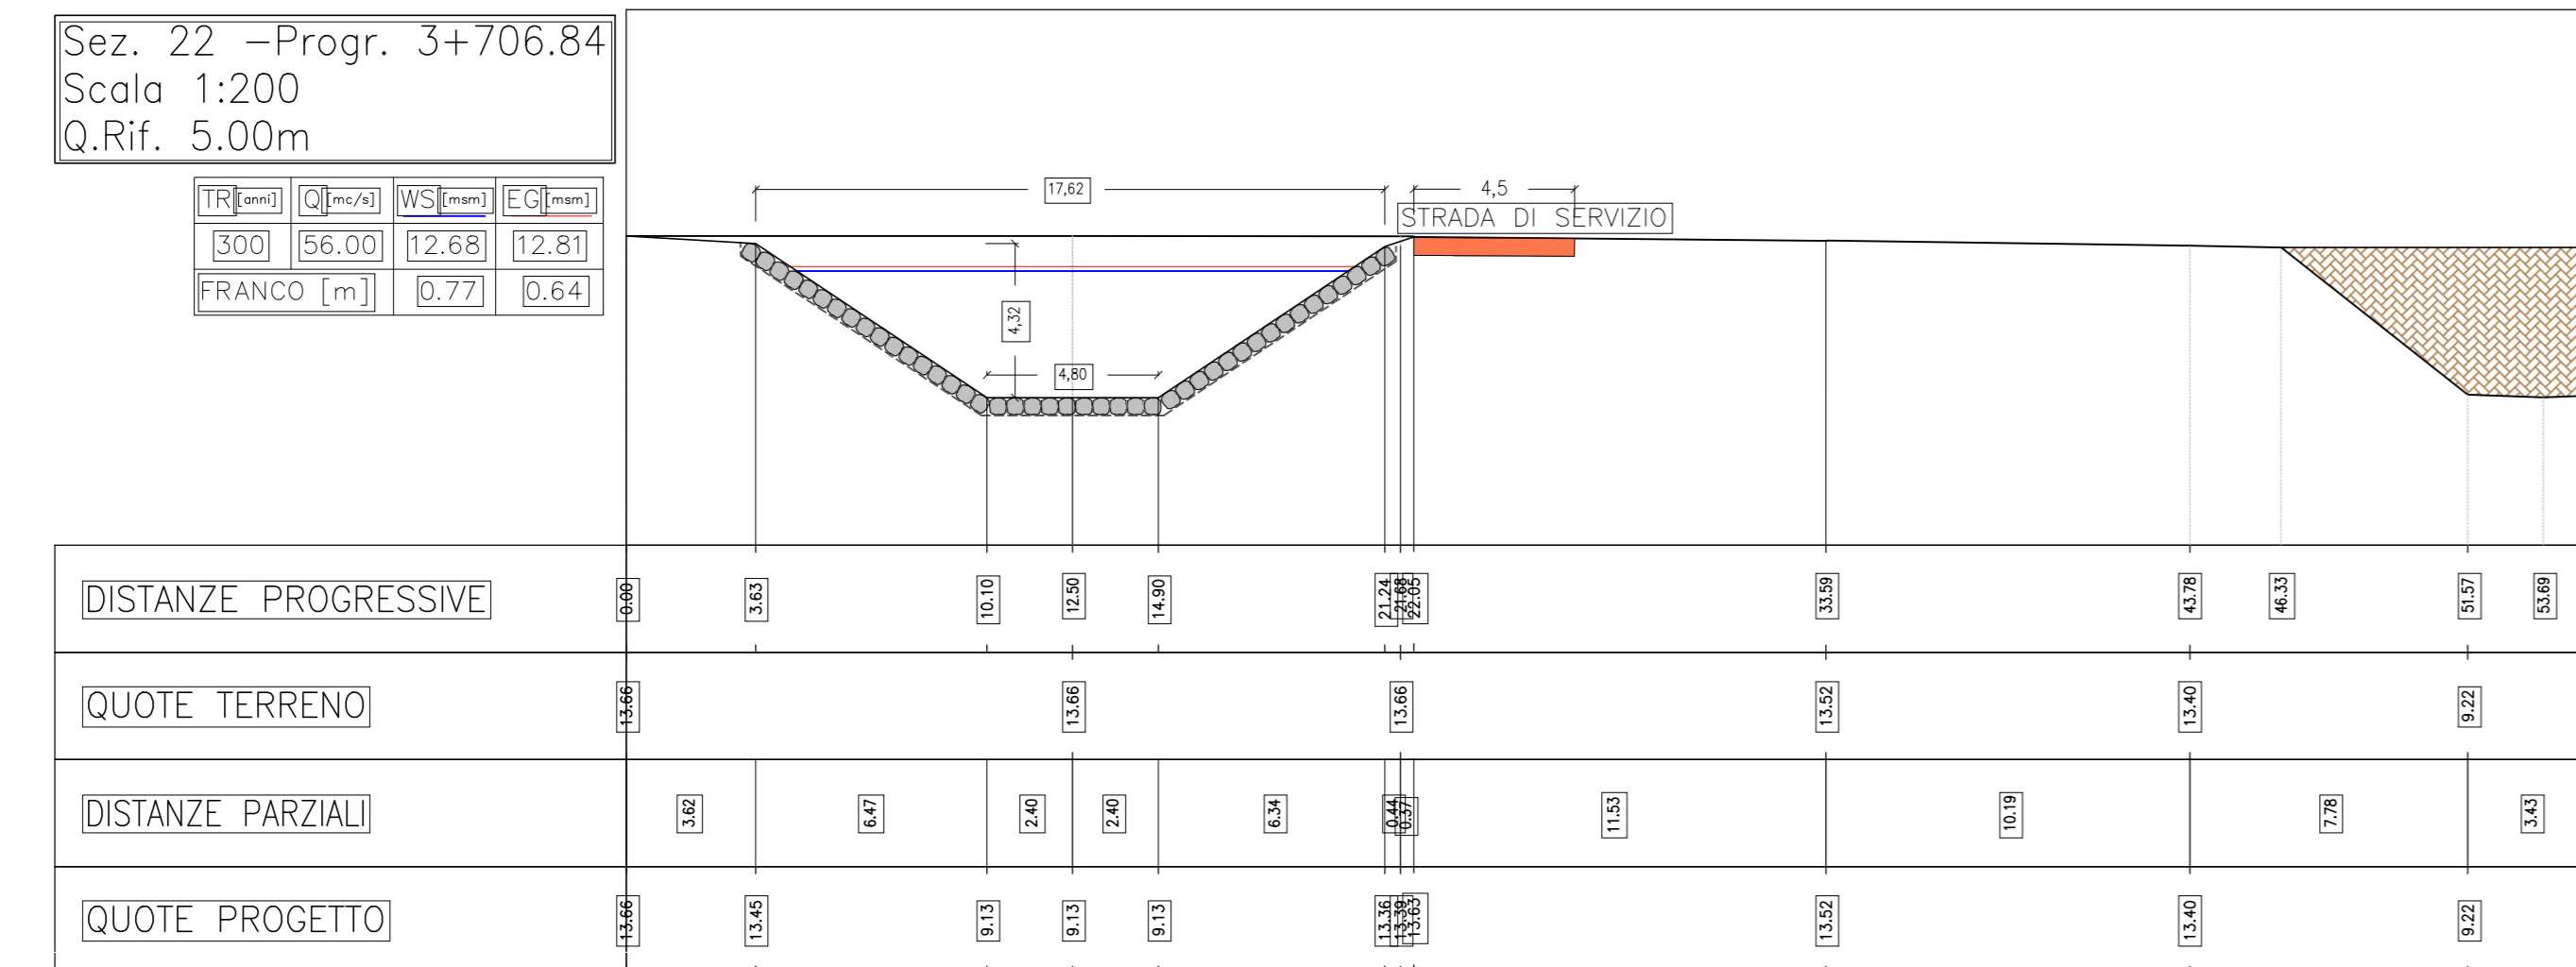 Sez. 22 –Progr. 3+706.84
Scala 1:200
Q.Rif. 5.00m
TR [anni] Q [mc/s] WS [msm] EG [msm]
300 56.00 12.68 12.81
FRANCO [m] 0.77 0.64
17,62
4,5
STRADA DI SERVIZIO
4,32
4,80
DISTANZE PROGRESSIVE 0.00 3.63 10.10 12.50 14.90 21.24 21.68 22.05 33.59 43.78 46.33 51.57 53.69
QUOTE TERRENO 13.66 13.66 13.66 13.52 13.40 9.22
DISTANZE PARZIALI 3.62 6.47 2.40 2.40 6.34 0.44 0.37 11.53 10.19 7.78 3.43
QUOTE PROGETTO 13.66 13.45 9.13 9.13 9.13 13.36 13.39 13.63 13.52 13.40 9.22